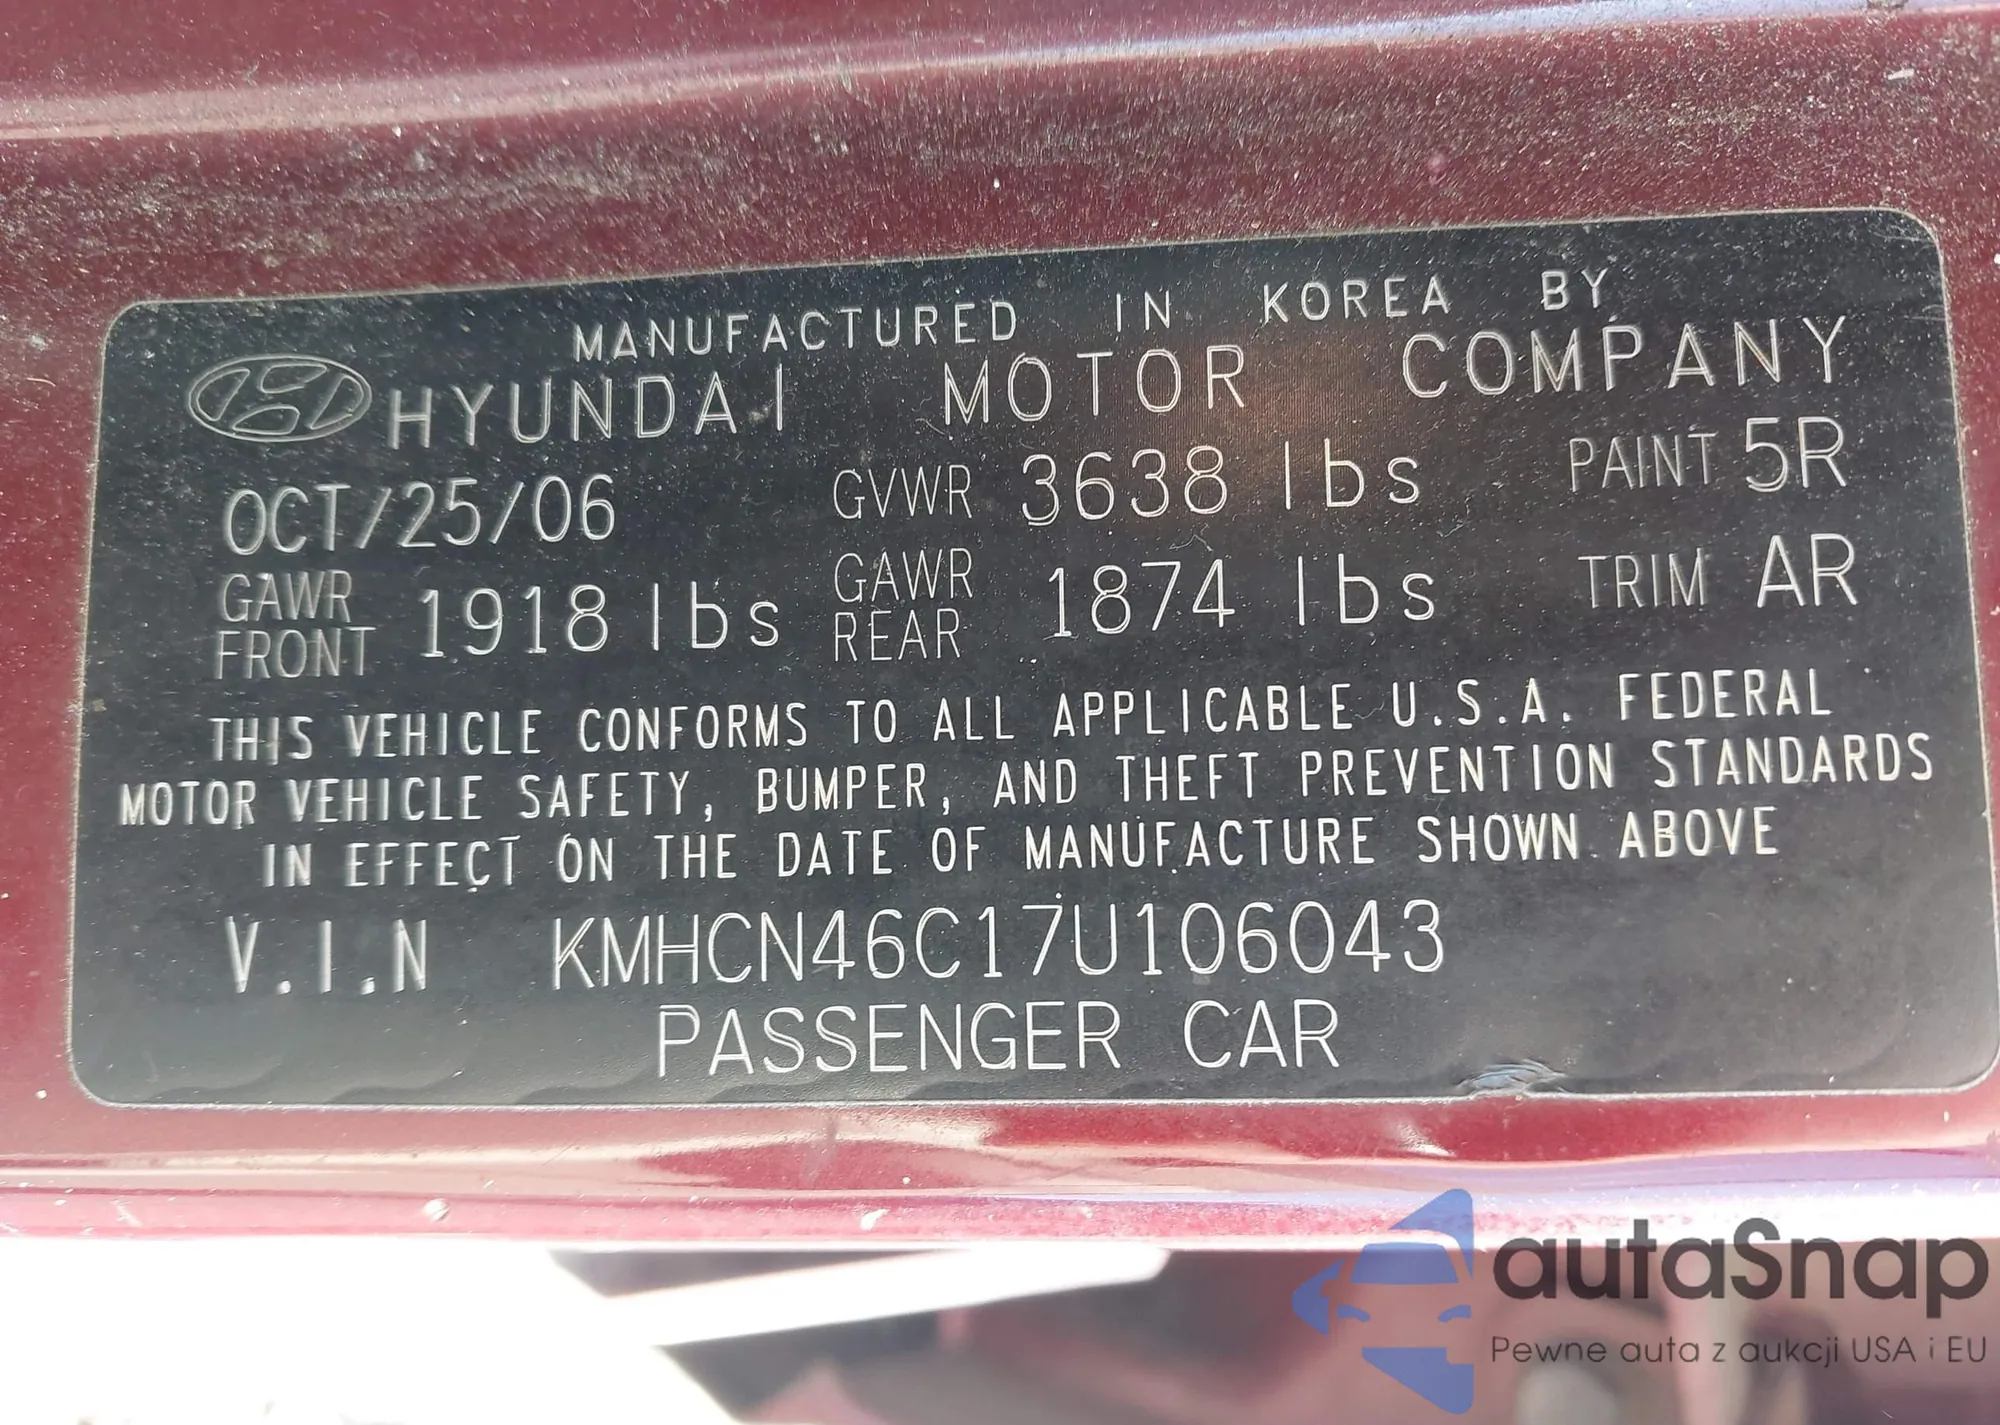 MANUFACTURED IN KOREA BY
HYUNDAI MOTOR COMPANY
OCT/25/06 GVWR 3638 lbs PAINT 5R
GAWR FRONT 1918 lbs GAWR REAR 1874 lbs TRIM AR
THIS VEHICLE CONFORMS TO ALL APPLICABLE U.S.A. FEDERAL
MOTOR VEHICLE SAFETY, BUMPER, AND THEFT PREVENTION STANDARDS
IN EFFECT ON THE DATE OF MANUFACTURE SHOWN ABOVE
V.I.N KMHCN46C17U106043
PASSENGER CAR
autaSnap
Pewne auta z aukcji USA i EU